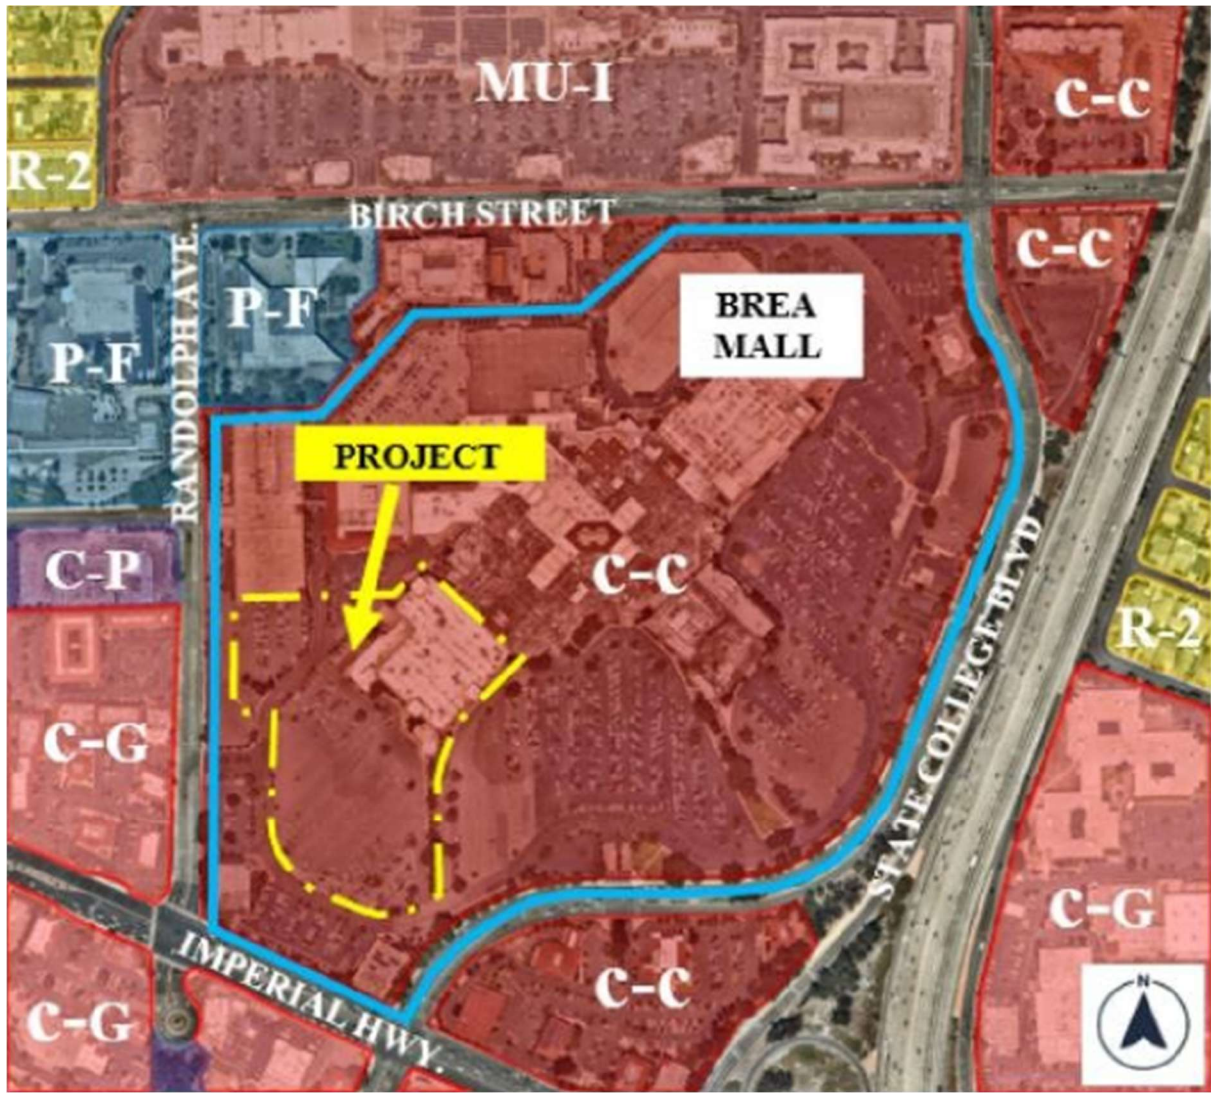 MU-I
C-C
R-2
BIRCH STREET
C-C
P-F
P-F
RANDOLPH AVE.
BREA
MALL
PROJECT
C-C
C-P
R-2
STATE COLLEGE BLVD
C-G
C-G
IMPERIAL HWY.
C-C
C-G
N